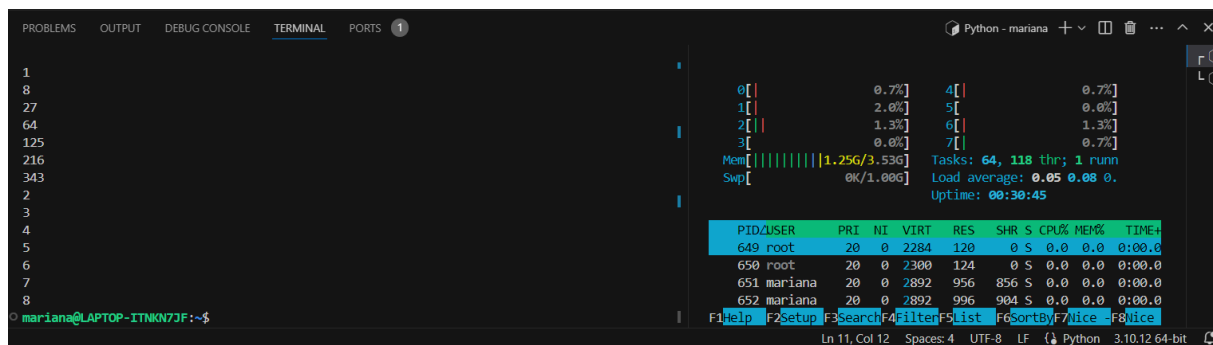 PROBLEMS OUTPUT DEBUG CONSOLE TERMINAL PORTS 1
Python - mariana
1
8
27
64
125
216
343
2
3
4
5
6
7
8
mariana@LAPTOP-ITNKN7JF:~$
0[| 0.7%] 4[| 0.7%]
1[| 2.0%] 5[ 0.0%]
2[|| 1.3%] 6[| 1.3%]
3[ 0.0%] 7[| 0.7%]
Mem[|||||||||||1.25G/3.53G] Tasks: 64, 118 thr; 1 runn
Swp[ 0K/1.00G] Load average: 0.05 0.08 0.
Uptime: 00:30:45
PID△USER PRI NI VIRT RES SHR S CPU% MEM% TIME+
649 root 20 0 2284 120 0 S 0.0 0.0 0:00.0
650 root 20 0 2300 124 0 S 0.0 0.0 0:00.0
651 mariana 20 0 2892 956 856 S 0.0 0.0 0:00.0
652 mariana 20 0 2892 996 904 S 0.0 0.0 0:00.0
F1Help F2Setup F3SearchF4FilterF5List F6SortByF7Nice -F8Nice
Ln 11, Col 12 Spaces: 4 UTF-8 LF Python 3.10.12 64-bit